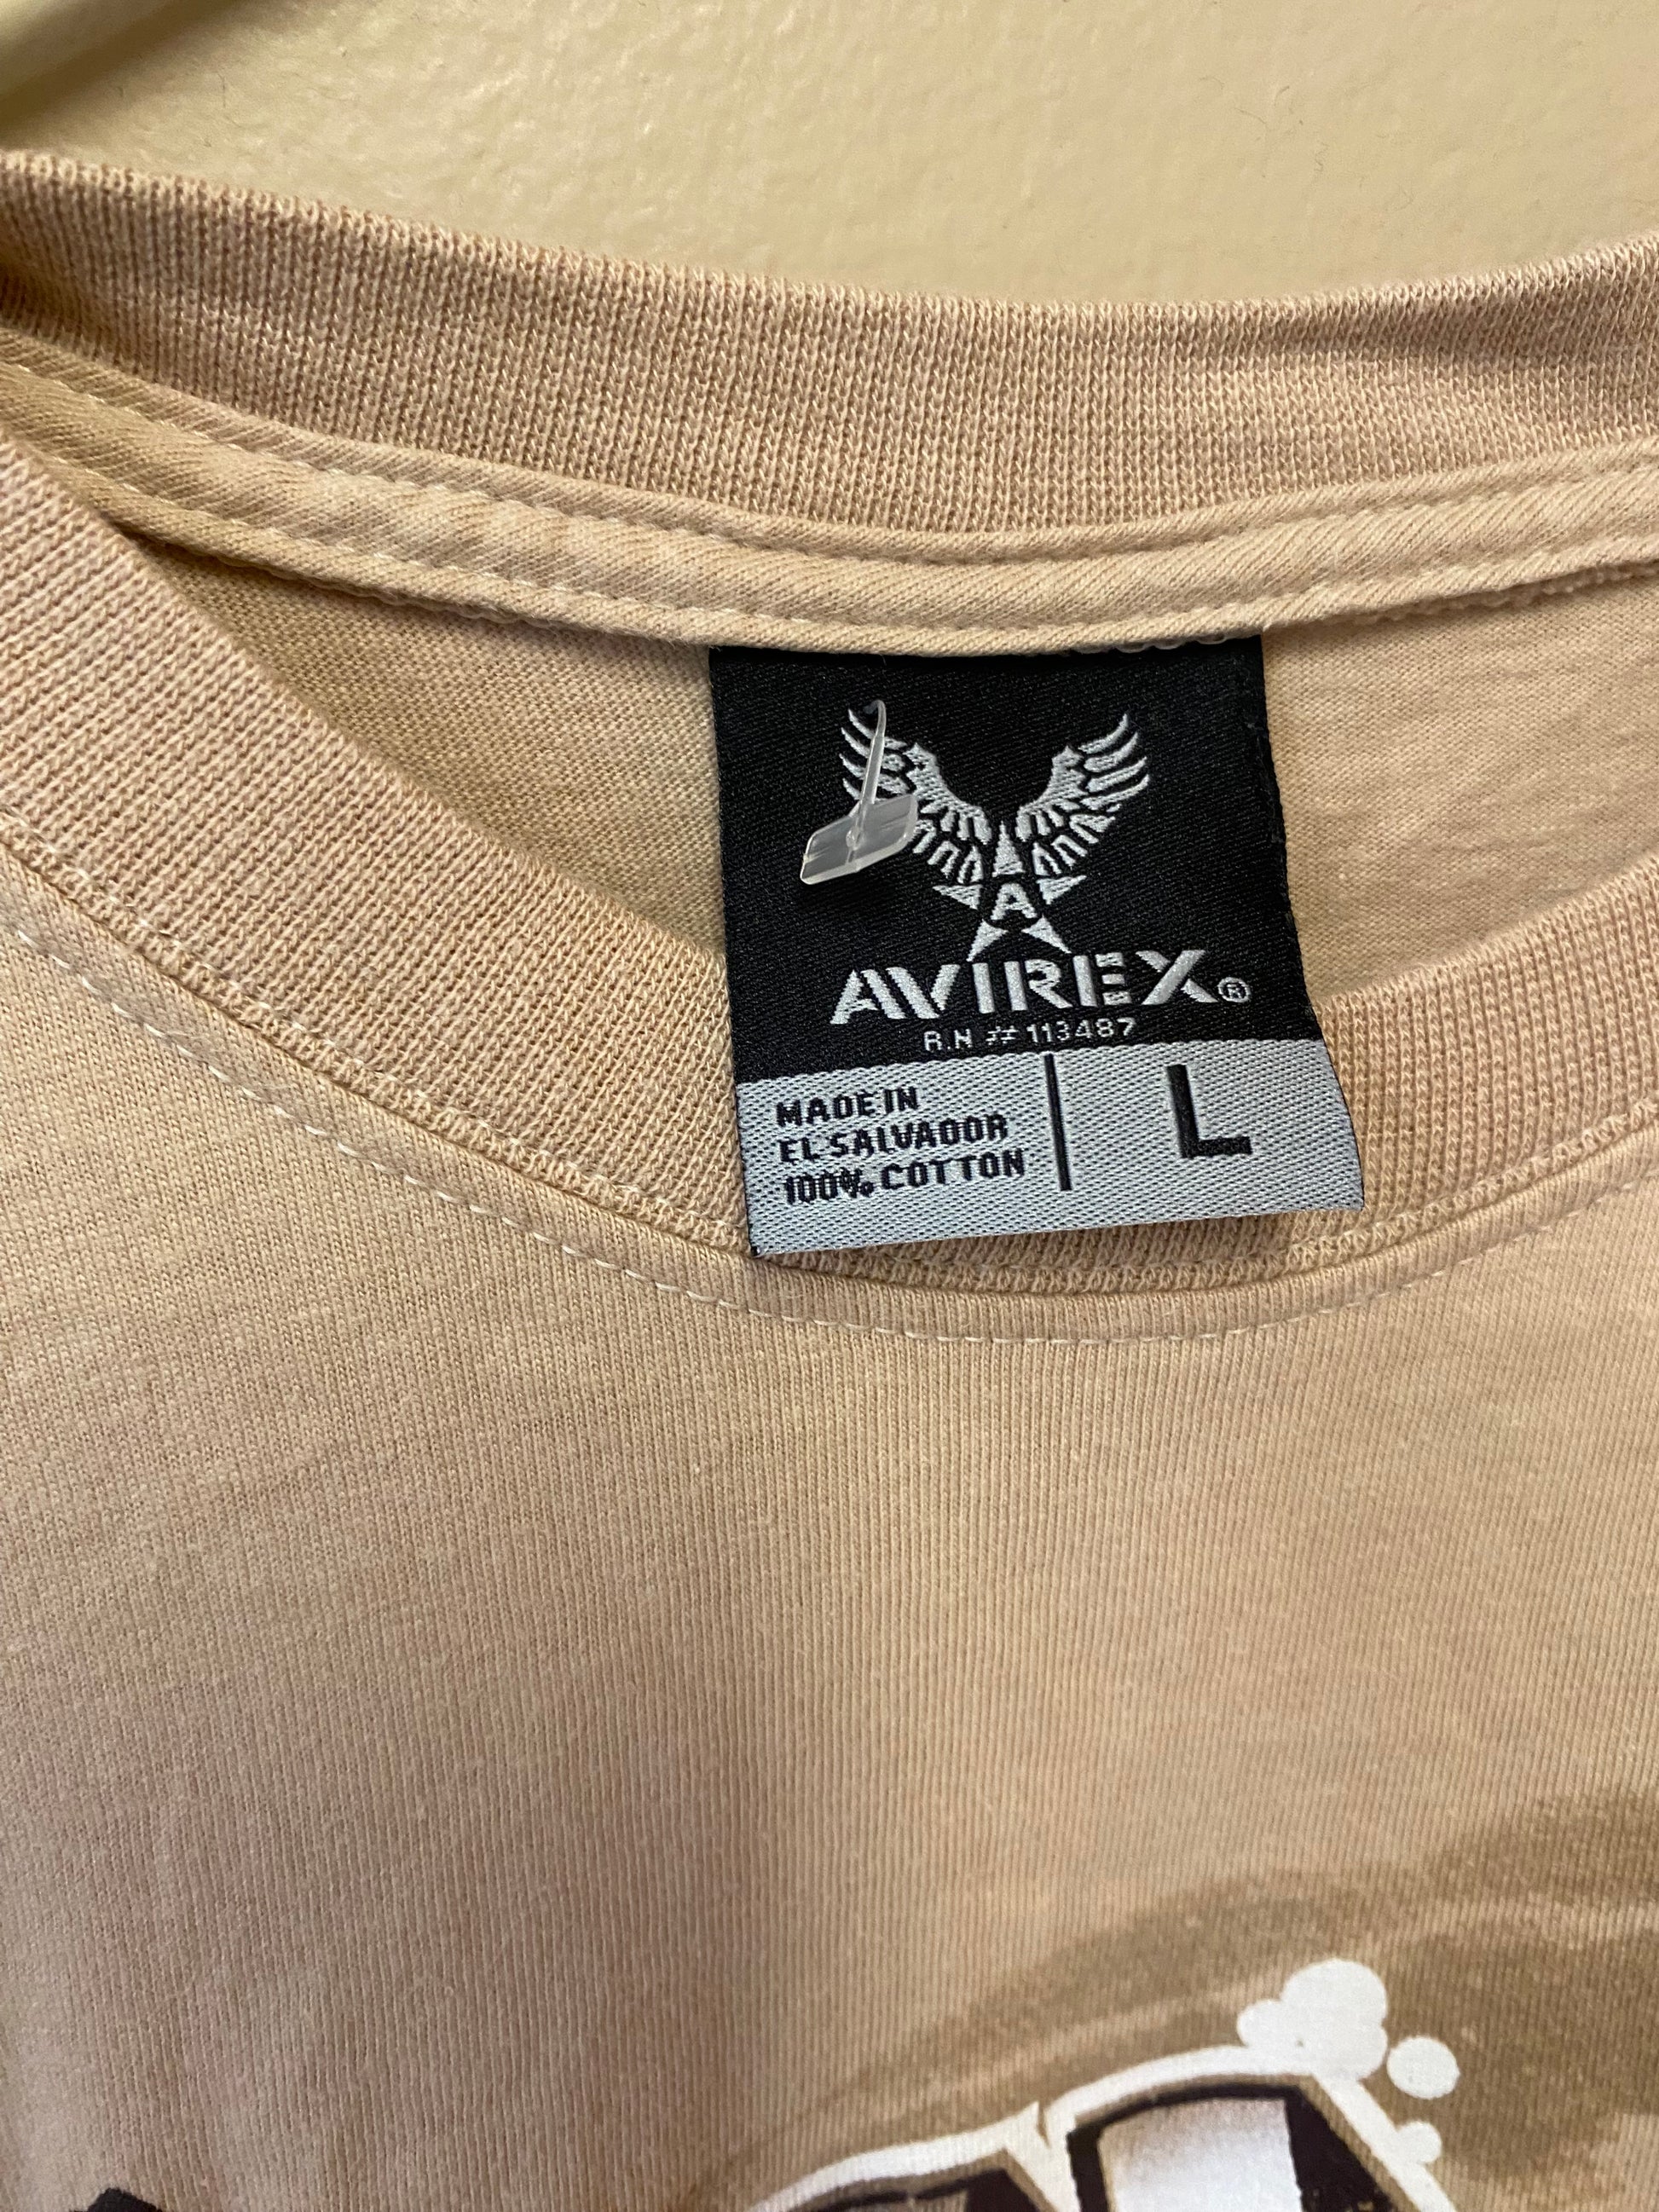 A
AVIREX®
R.N # 113487
MADE IN
EL SALVADOR
100% COTTON
L